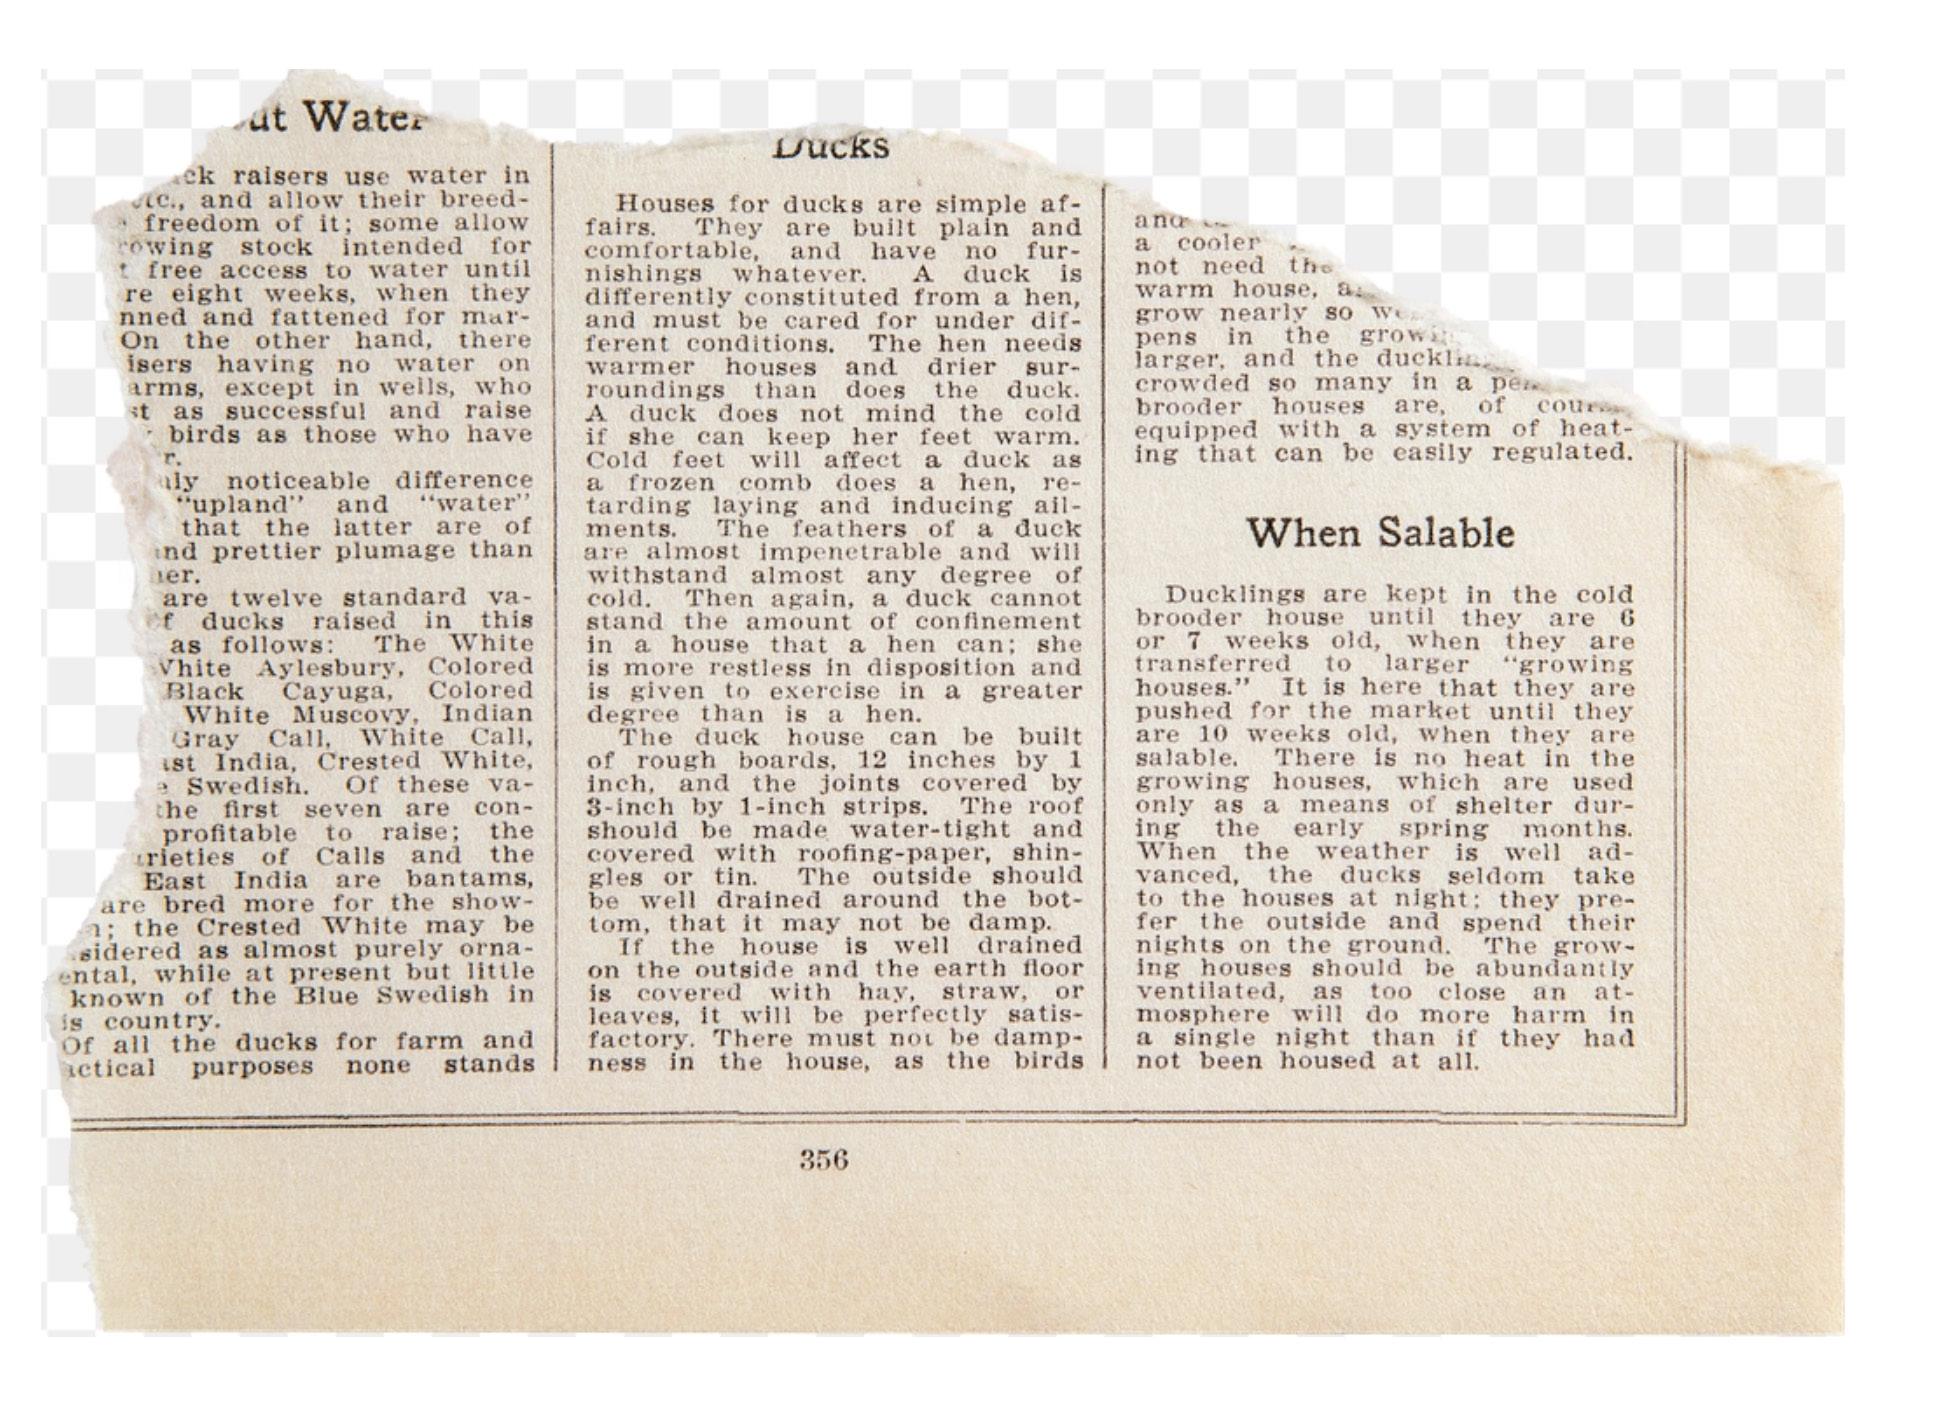 Water
raisers use water in
and allow their breed-
freedom of it; some allow
stock intended for
free access to water until
eight weeks, when they
and fattened for mar-
On the other hand, there
having no water on
except in wells, who
as successful and raise
birds as those who have
noticeable difference
“upland” and “water”
that the latter are of
prettier plumage than
are twelve standard va-
ducks raised in this
as follows: The White
White Aylesbury, Colored
Black Cayuga, Colored
White Muscovy, Indian
Gray Call, White Call,
India, Crested White,
Swedish. Of these va-
the first seven are con-
profitable to raise; the
of Calls and the
East India are bantams,
are bred more for the show-
the Crested White may be
as almost purely orna-
while at present but little
known of the Blue Swedish in
country.
Of all the ducks for farm and
purposes none stands
Ducks
Houses for ducks are simple af-
fairs. They are built plain and
comfortable, and have no fur-
nishings whatever. A duck is
differently constituted from a hen,
and must be cared for under dif-
ferent conditions. The hen needs
warmer houses and drier sur-
roundings than does the duck.
A duck does not mind the cold
if she can keep her feet warm.
Cold feet will affect a duck as
a frozen comb does a hen, re-
tarding laying and inducing ail-
ments. The feathers of a duck
are almost impenetrable and will
withstand almost any degree of
cold. Then again, a duck cannot
stand the amount of confinement
in a house that a hen can; she
is more restless in disposition and
is given to exercise in a greater
degree than is a hen.
The duck house can be built
of rough boards, 12 inches by 1
inch, and the joints covered by
3-inch by 1-inch strips. The roof
should be made water-tight and
covered with roofing-paper, shin-
gles or tin. The outside should
be well drained around the bot-
tom, that it may not be damp.
If the house is well drained
on the outside and the earth floor
is covered with hay, straw, or
leaves, it will be perfectly satis-
factory. There must not be damp-
ness in the house, as the birds
and
a cooler
not need the
warm house,
grow nearly so
pens in the
larger, and the
crowded so many in a
brooder houses are, of
equipped with a system of heat-
ing that can be easily regulated.
When Salable
Ducklings are kept in the cold
brooder house until they are 6
or 7 weeks old, when they are
transferred to larger “growing
houses.” It is here that they are
pushed for the market until they
are 10 weeks old, when they are
salable. There is no heat in the
growing houses, which are used
only as a means of shelter dur-
ing the early spring months.
When the weather is well ad-
vanced, the ducks seldom take
to the houses at night; they pre-
fer the outside and spend their
nights on the ground. The grow-
ing houses should be abundantly
ventilated, as too close an at-
mosphere will do more harm in
a single night than if they had
not been housed at all.
356